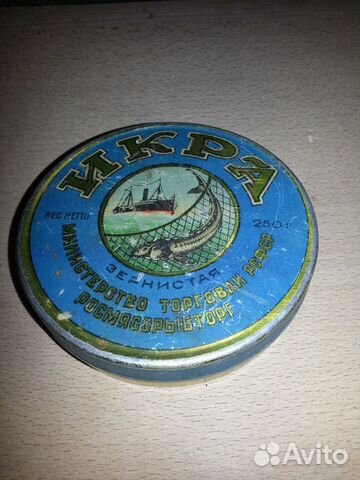 ИКРА
ВЕС НЕТТО 250 г
ЗЕРНИСТАЯ
МИНИСТЕРСТВО ТОРГОВЛИ РСФСР
РОСМЯСОРЫБТОРГ
Avito